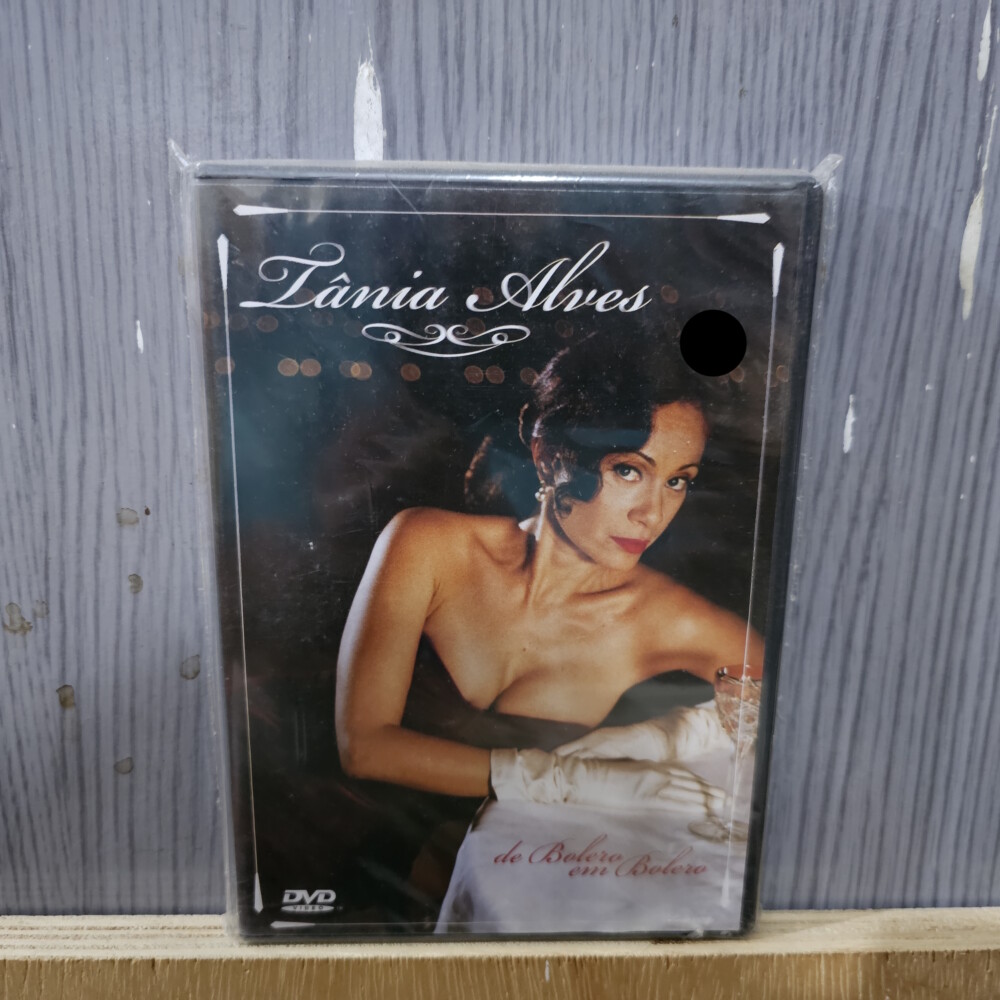 Tânia Alves
de Bolero
em Bolero
DVD
VIDEO